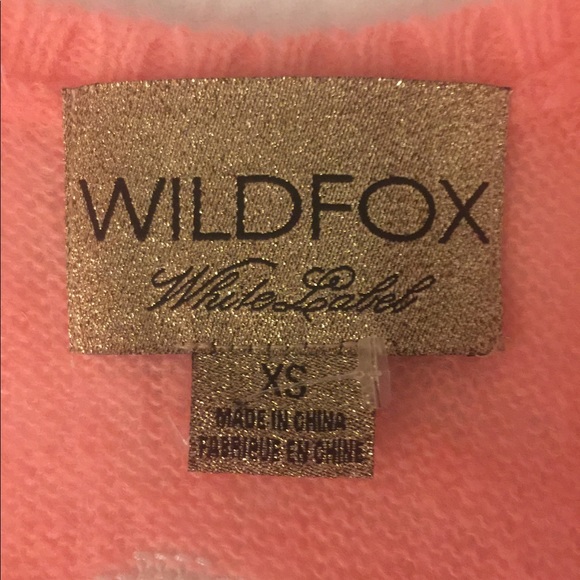 WILDFOX
White Label
XS
MADE IN CHINA
FABRIQUE EN CHINE